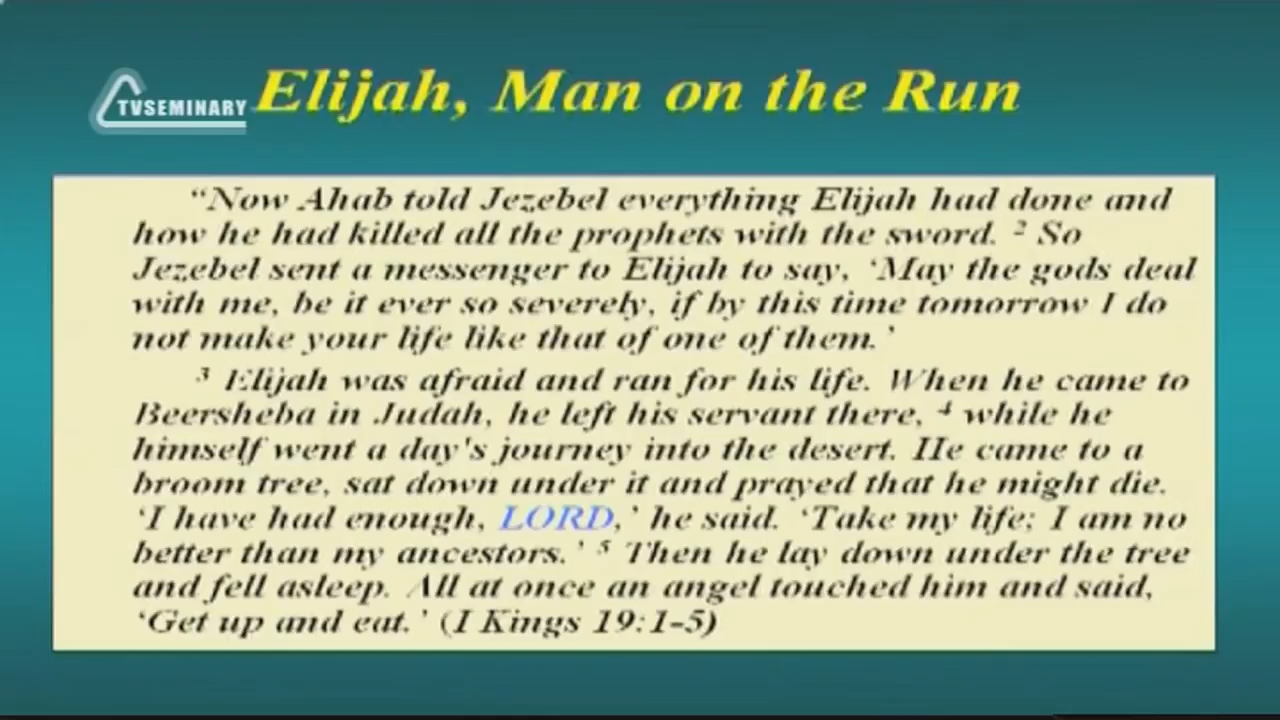 Elijah, Man on the Run
TVSEMINARY
“Now Ahab told Jezebel everything Elijah had done and
how he had killed all the prophets with the sword. ² So
Jezebel sent a messenger to Elijah to say, ‘May the gods deal
with me, be it ever so severely, if by this time tomorrow I do
not make your life like that of one of them.’
³ Elijah was afraid and ran for his life. When he came to
Beersheba in Judah, he left his servant there, ⁴ while he
himself went a day's journey into the desert. He came to a
broom tree, sat down under it and prayed that he might die.
‘I have had enough, LORD,’ he said. ‘Take my life; I am no
better than my ancestors.’ ⁵ Then he lay down under the tree
and fell asleep. All at once an angel touched him and said,
‘Get up and eat.’ (I Kings 19:1-5)